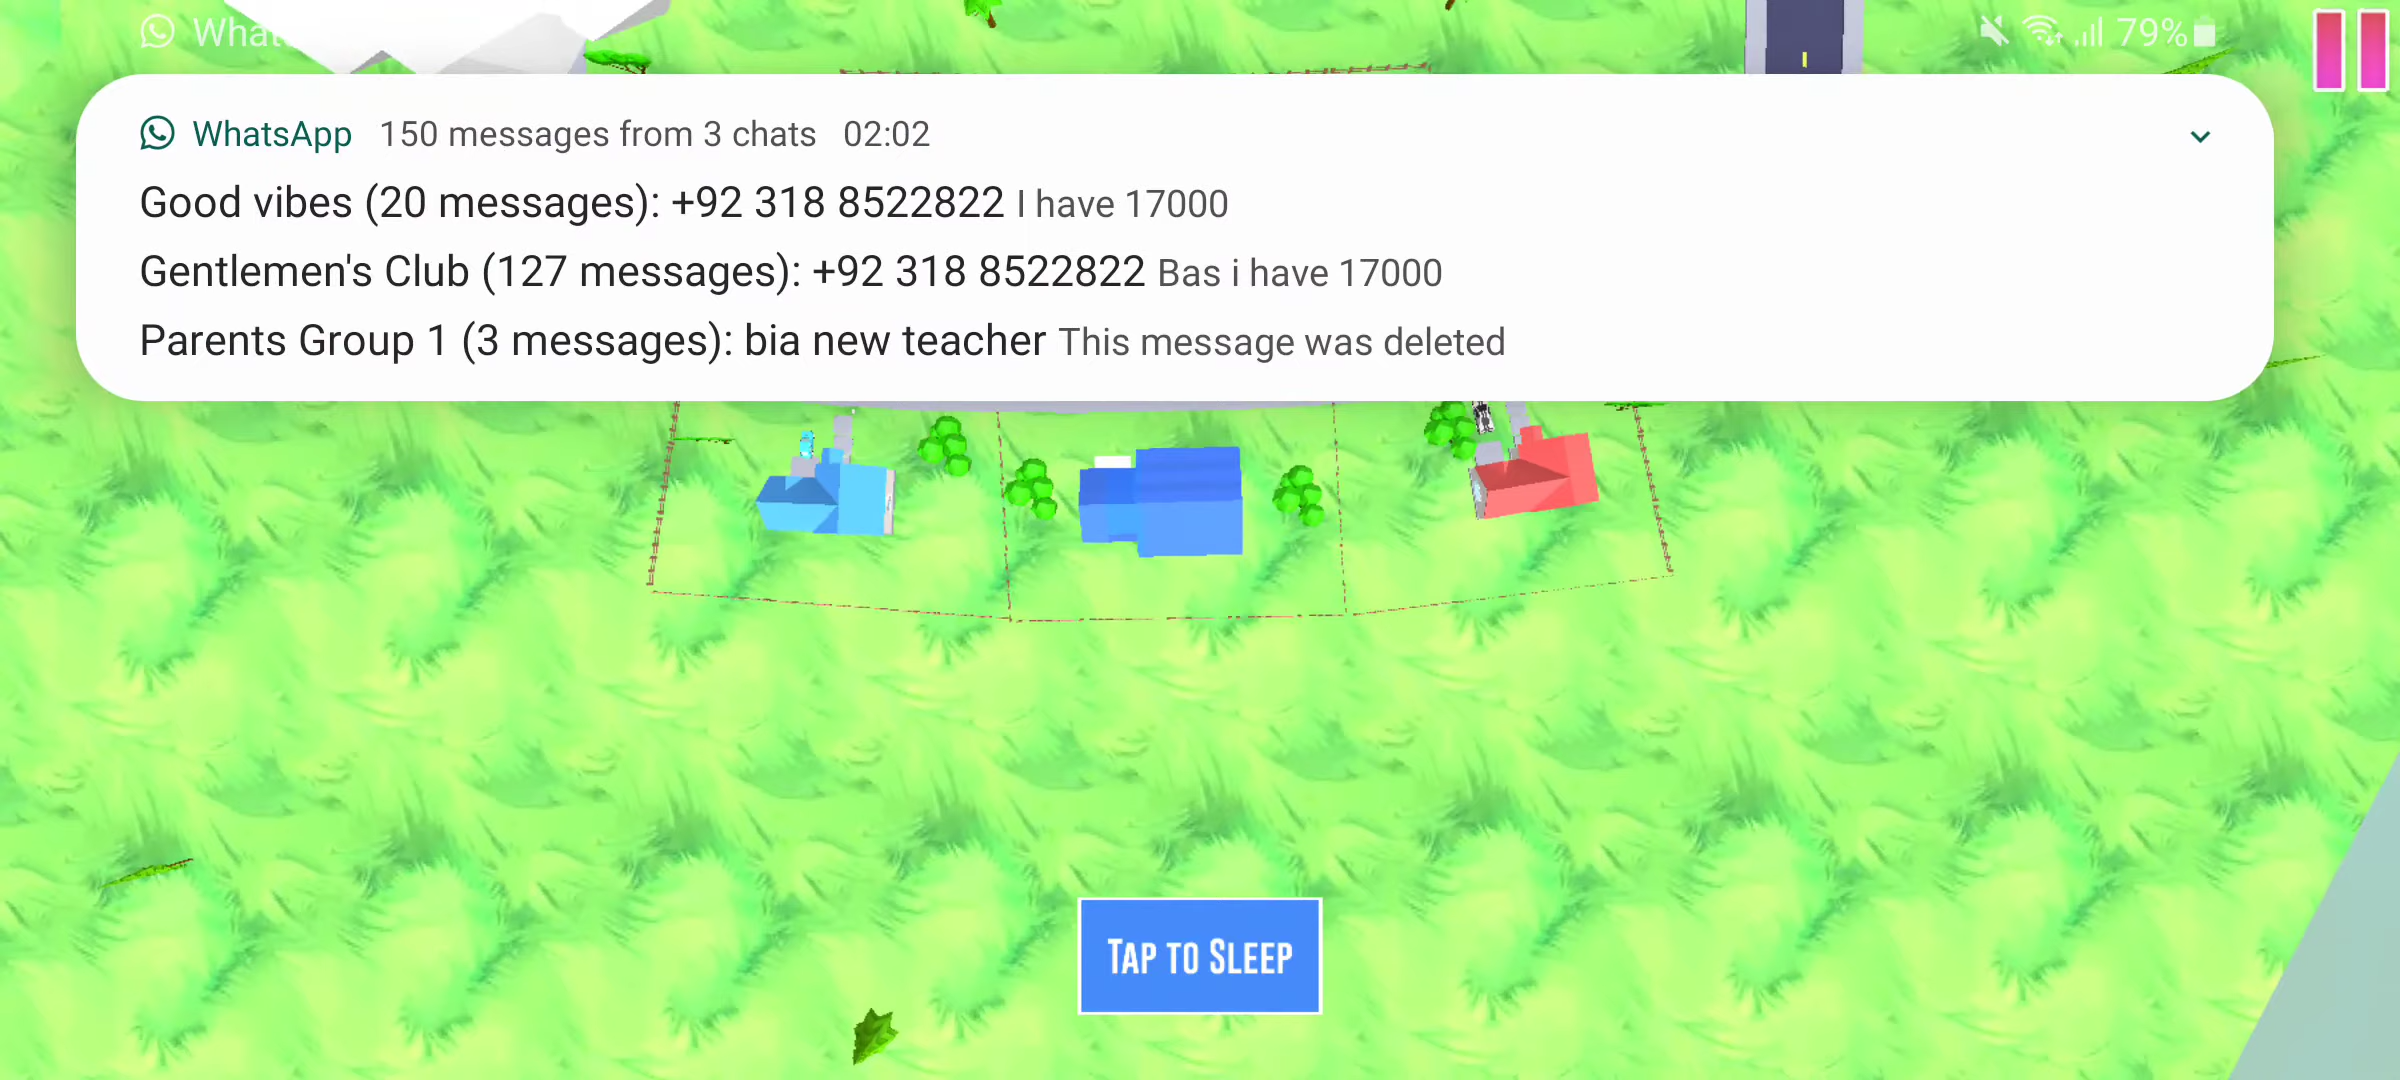 What
79%
WhatsApp 150 messages from 3 chats 02:02
Good vibes (20 messages): +92 318 8522822 I have 17000
Gentlemen's Club (127 messages): +92 318 8522822 Bas i have 17000
Parents Group 1 (3 messages): bia new teacher This message was deleted
TAP TO SLEEP